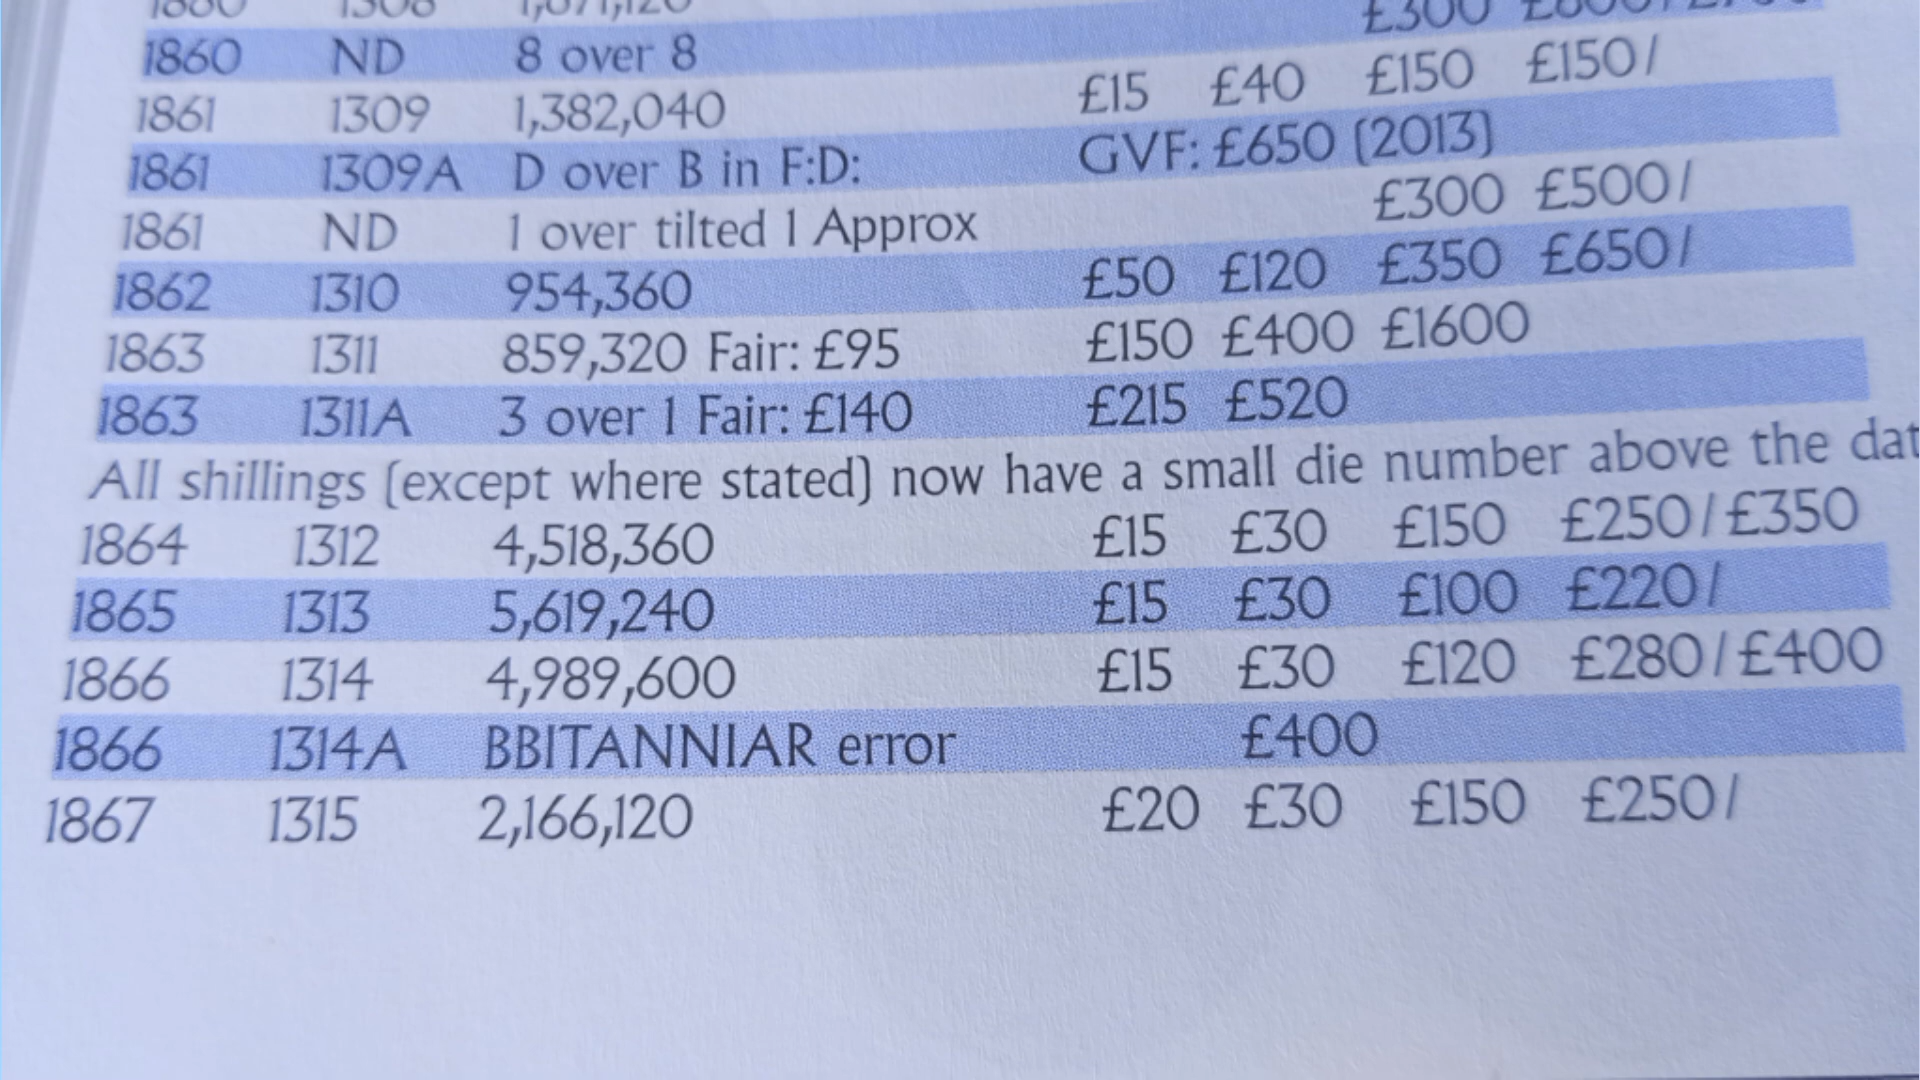 1860 ND 8 over 8 £300
1861 1309 1,382,040 £15 £40 £150 £150/
1861 1309A D over B in F:D: GVF: £650 (2013)
1861 ND 1 over tilted 1 Approx £300 £500/
1862 1310 954,360 £50 £120 £350 £650/
1863 1311 859,320 Fair: £95 £150 £400 £1600
1863 1311A 3 over 1 Fair: £140 £215 £520
All shillings (except where stated) now have a small die number above the dat
1864 1312 4,518,360 £15 £30 £150 £250/£350
1865 1313 5,619,240 £15 £30 £100 £220/
1866 1314 4,989,600 £15 £30 £120 £280/£400
1866 1314A BBITANNIAR error £400
1867 1315 2,166,120 £20 £30 £150 £250/